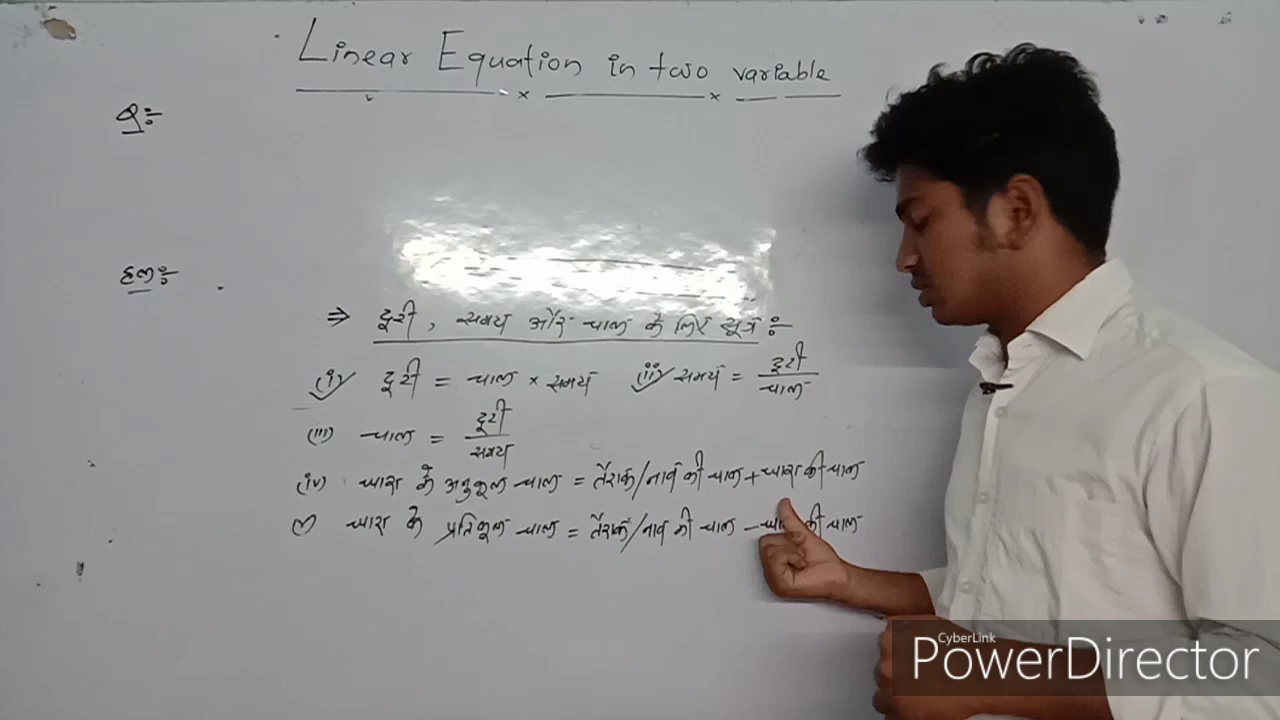 Linear Equation in two variable
Q:-
हल:-
⇒ दूरी, समय और चाल के लिए सूत्र :-
(i) दूरी = चाल × समय (ii) समय = दूरी / चाल
(iii) चाल = दूरी / समय
(iv) धारा के अनुकूल चाल = तैराक/नाव की चाल + धारा की चाल
(v) धारा के प्रतिकूल चाल = तैराक/नाव की चाल - धारा की चाल
CyberLink
PowerDirector